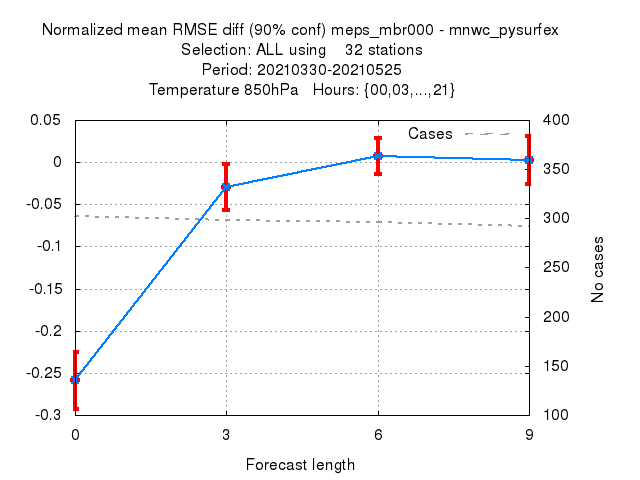 Normalized mean RMSE diff (90% conf) meps_mbr000 - mnwc_pysurfex
Selection: ALL using    32 stations
Period: 20210330-20210525
Temperature 850hPa   Hours: {00,03,...,21}
Cases
0.05
0
-0.05
-0.1
-0.15
-0.2
-0.25
-0.3
400
350
300
250
200
150
100
No cases
0
3
6
9
Forecast length